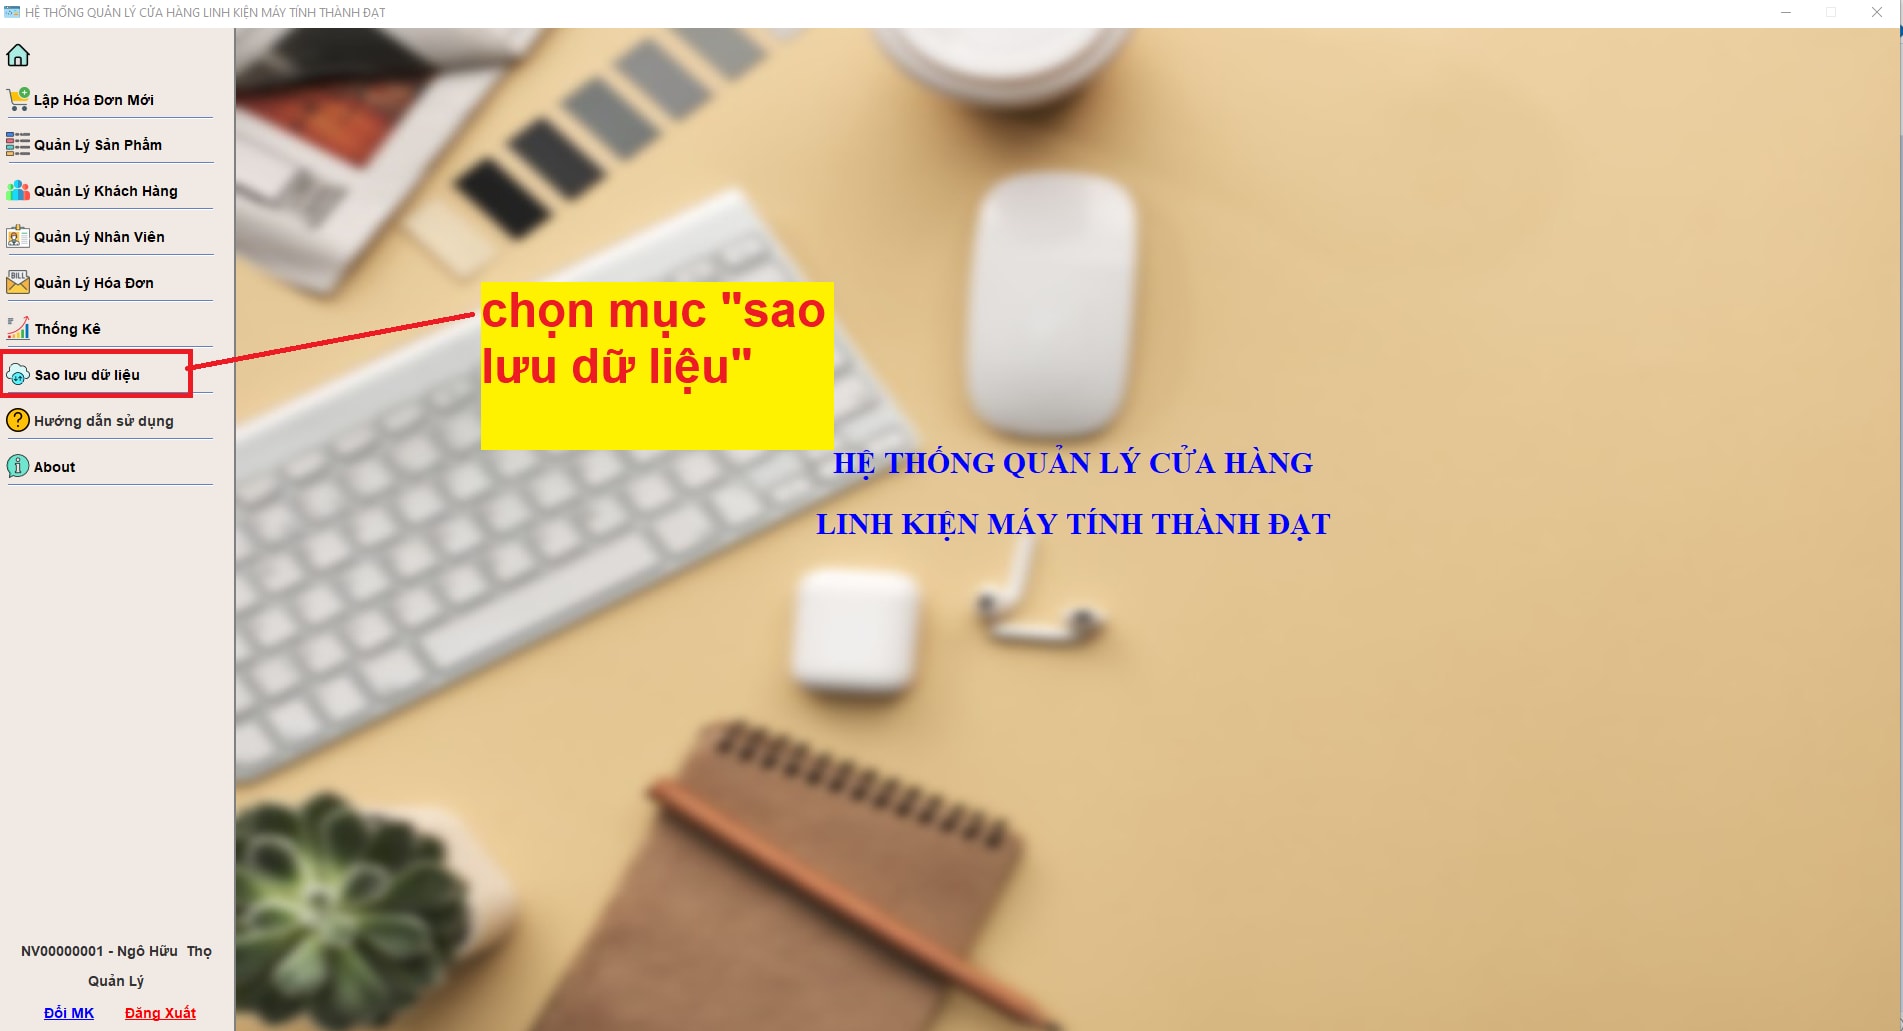 HỆ THỐNG QUẢN LÝ CỬA HÀNG LINH KIỆN MÁY TÍNH THÀNH ĐẠT
Lập Hóa Đơn Mới
Quản Lý Sản Phẩm
Quản Lý Khách Hàng
Quản Lý Nhân Viên
BILL
Quản Lý Hóa Đơn
Thống Kê
Sao lưu dữ liệu
Hướng dẫn sử dụng
About
chọn mục "sao
lưu dữ liệu"
HỆ THỐNG QUẢN LÝ CỬA HÀNG
LINH KIỆN MÁY TÍNH THÀNH ĐẠT
NV00000001 - Ngô Hữu  Thọ
Quản Lý
Đổi MK
Đăng Xuất